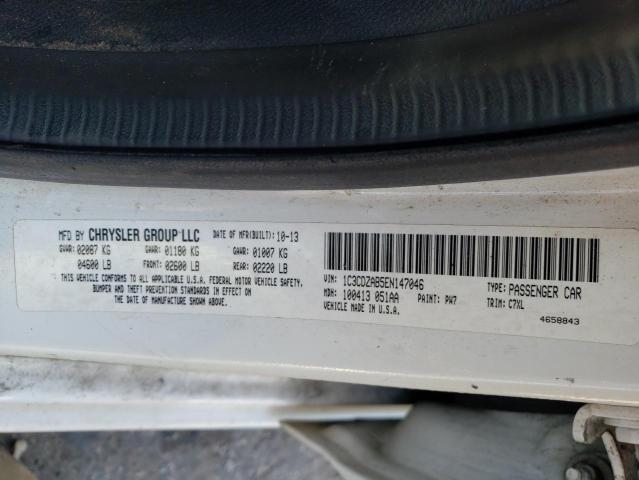 MFD BY CHRYSLER GROUP LLC DATE OF MFR(BUILT): 10-13
GVWR: 02087 KG GAWR: 01180 KG GAWR: 01007 KG
04600 LB FRONT: 02600 LB REAR: 02220 LB
THIS VEHICLE CONFORMS TO ALL APPLICABLE U.S.A. FEDERAL MOTOR VEHICLE SAFETY,
BUMPER AND THEFT PREVENTION STANDARDS IN EFFECT
ON THE DATE OF MANUFACTURE SHOWN ABOVE.
VIN: 1C3CDZAB5EN147046 TYPE: PASSENGER CAR
MDH: 100413 051AA PAINT: PW7 TRIM: C7XL
VEHICLE MADE IN U.S.A.
4658843